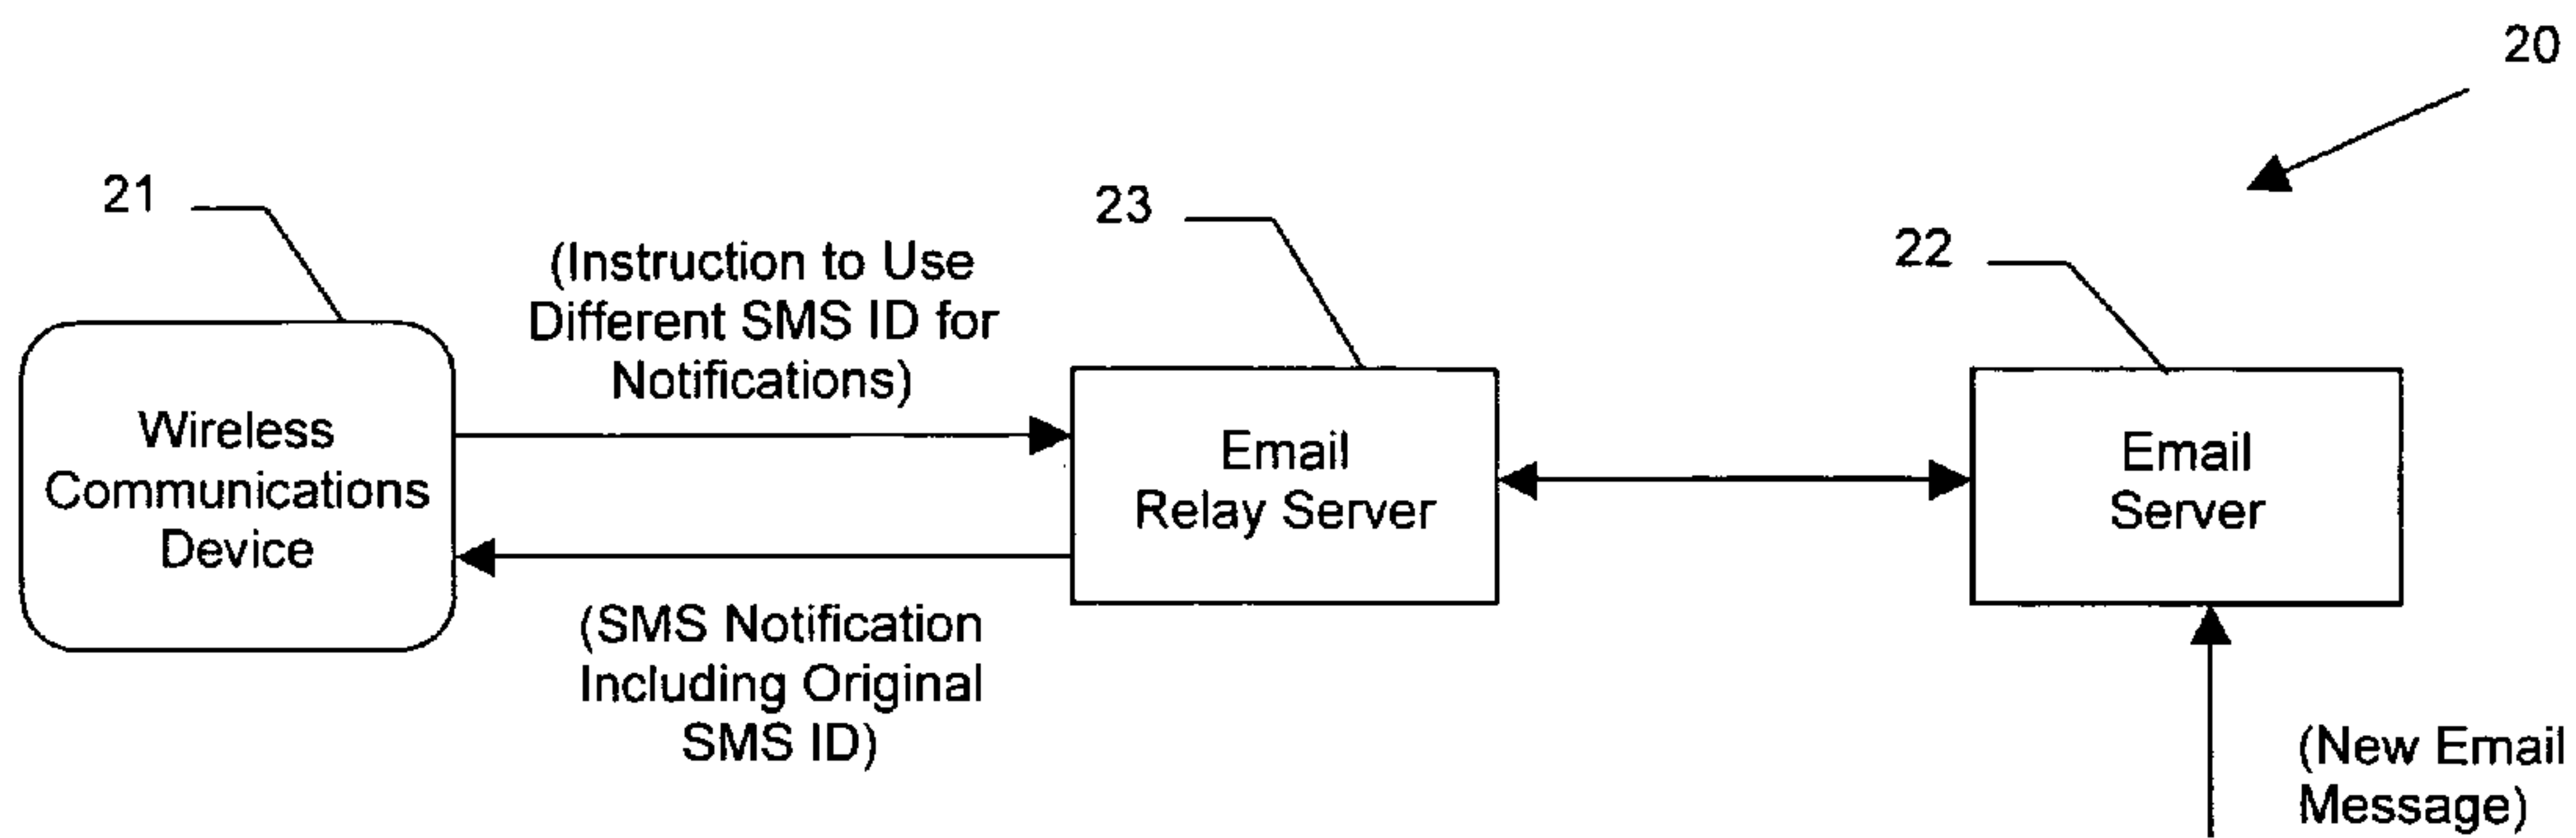 20
21
23
22
(Instruction to Use
Different SMS ID for
Notifications)
Wireless
Communications
Device
Email
Relay Server
Email
Server
(SMS Notification
Including Original
SMS ID)
(New Email
Message)